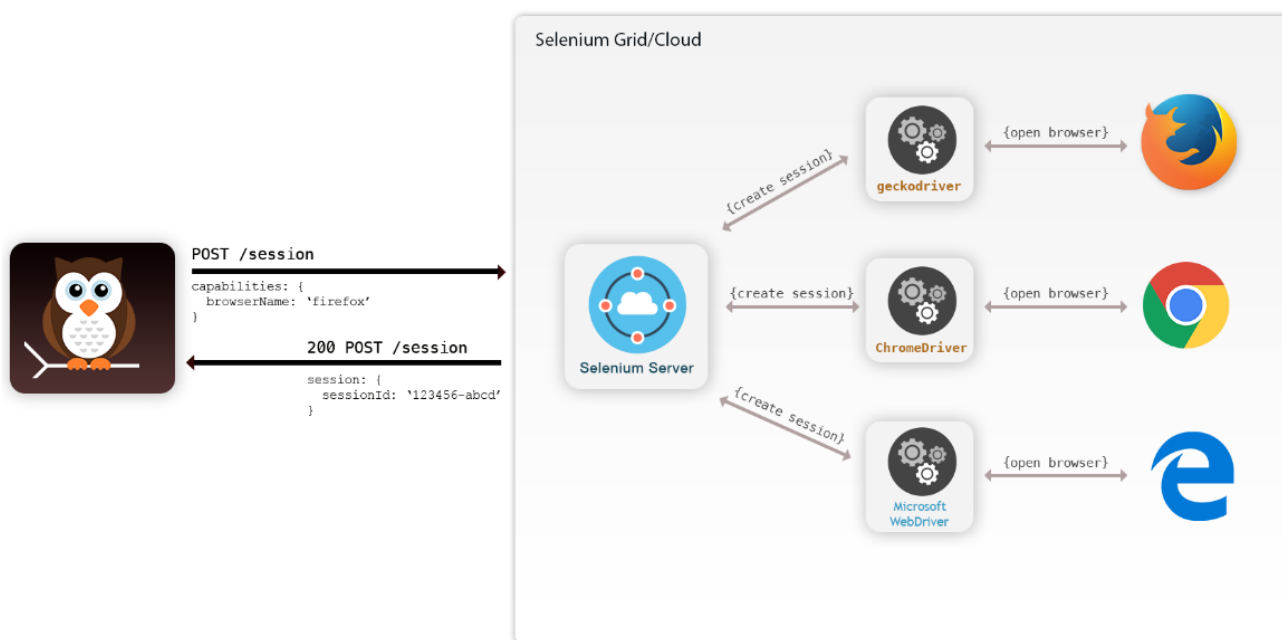 Selenium Grid/Cloud
POST /session
capabilities: {
browserName: ‘firefox’
}
200 POST /session
session: {
sessionId: ‘123456-abcd’
}
Selenium Server
{create session}
geckodriver
{open browser}
{create session}
ChromeDriver
{open browser}
{create session}
Microsoft
WebDriver
{open browser}